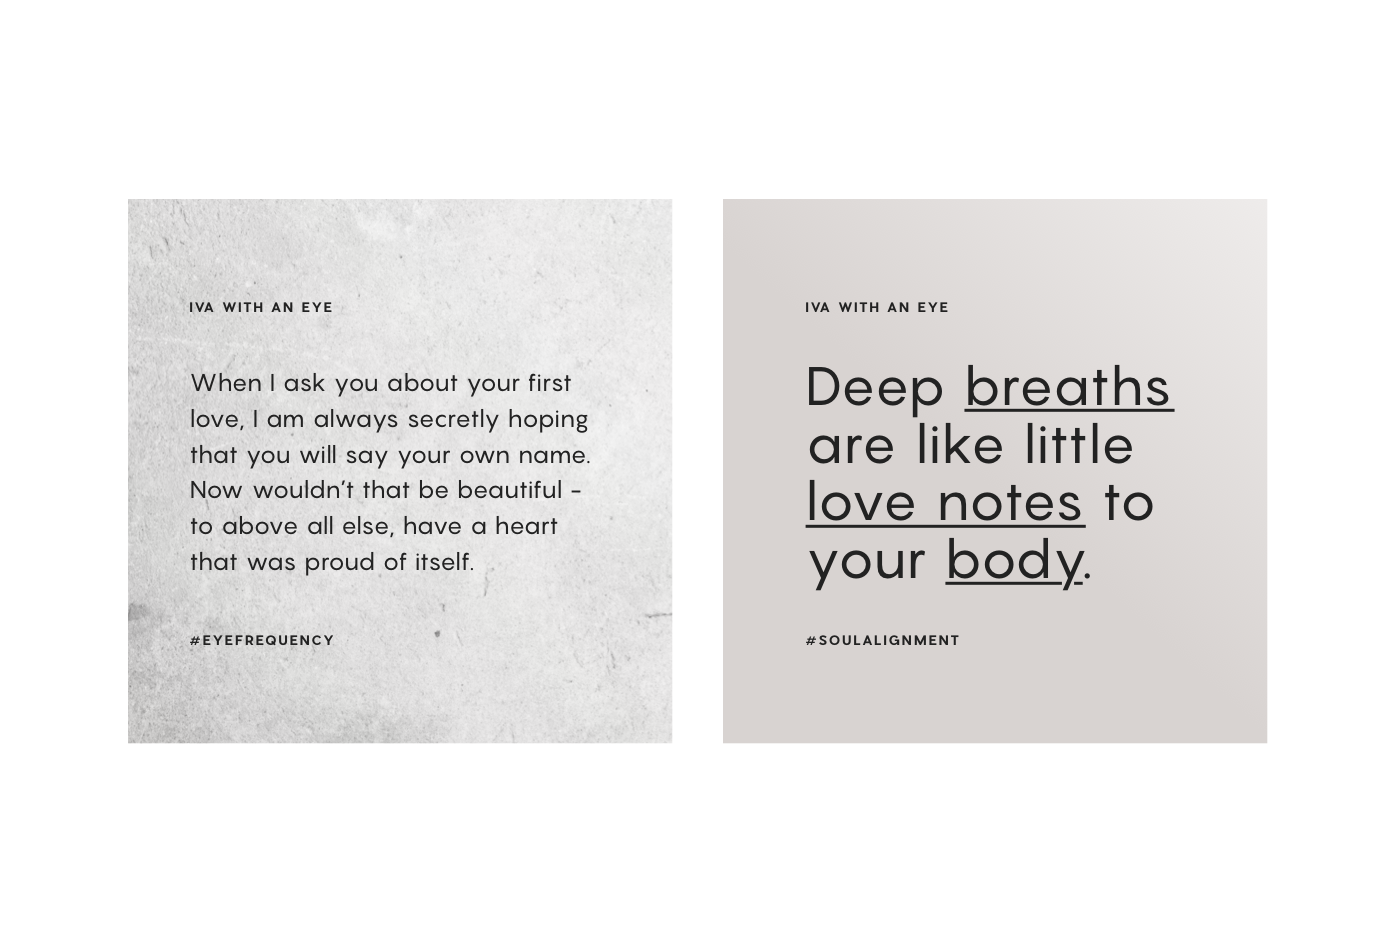 IVA WITH AN EYE
When I ask you about your first
love, I am always secretly hoping
that you will say your own name.
Now wouldn't that be beautiful -
to above all else, have a heart
that was proud of itself.
#EYEFREQUENCY
IVA WITH AN EYE
Deep breaths
are like little
love notes to
your body.
#SOULALIGNMENT